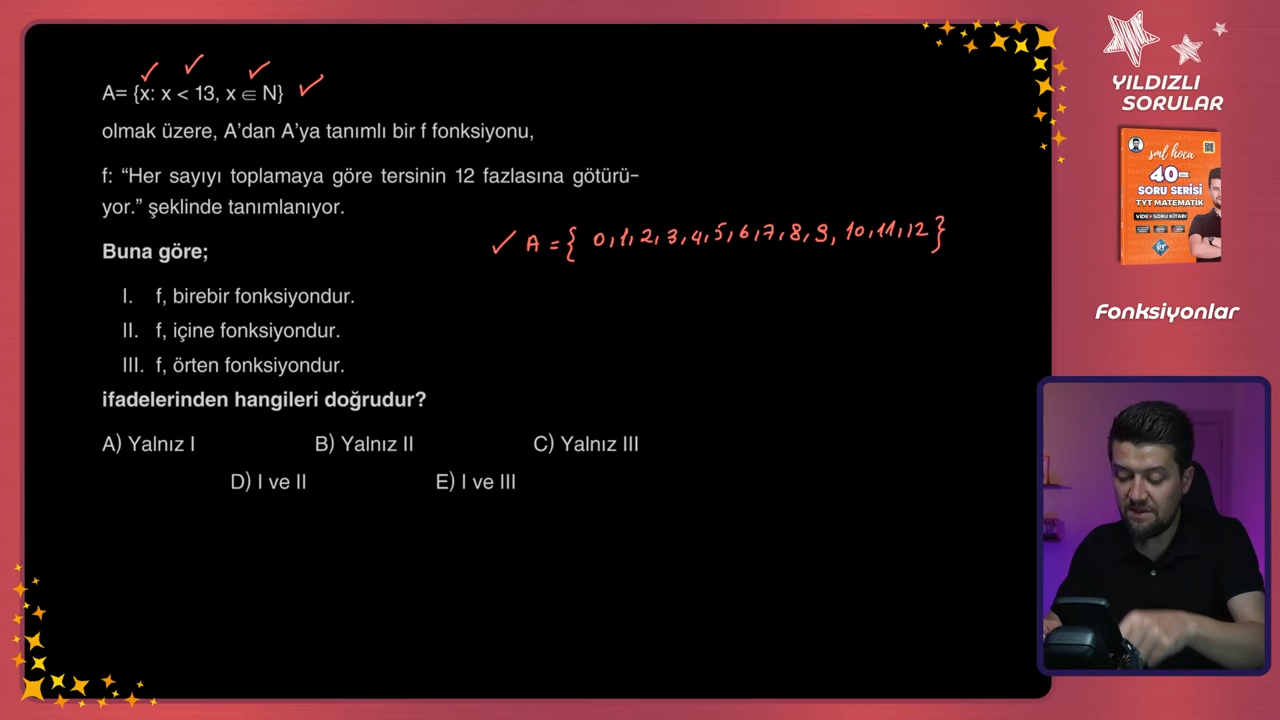 A= {x: x < 13, x ∈ N}
olmak üzere, A’dan A’ya tanımlı bir f fonksiyonu,
f: “Her sayıyı toplamaya göre tersinin 12 fazlasına götürü-
yor.” şeklinde tanımlanıyor.
A = { 0,1,2,3,4,5,6,7,8,9,10,11,12 }
Buna göre;
I. f, birebir fonksiyondur.
II. f, içine fonksiyondur.
III. f, örten fonksiyondur.
ifadelerinden hangileri doğrudur?
A) Yalnız I B) Yalnız II C) Yalnız III
D) I ve II E) I ve III
YILDIZLI
SORULAR
sml hoca
40
SORU SERİSİ
TYT MATEMATİK
Fonksiyonlar